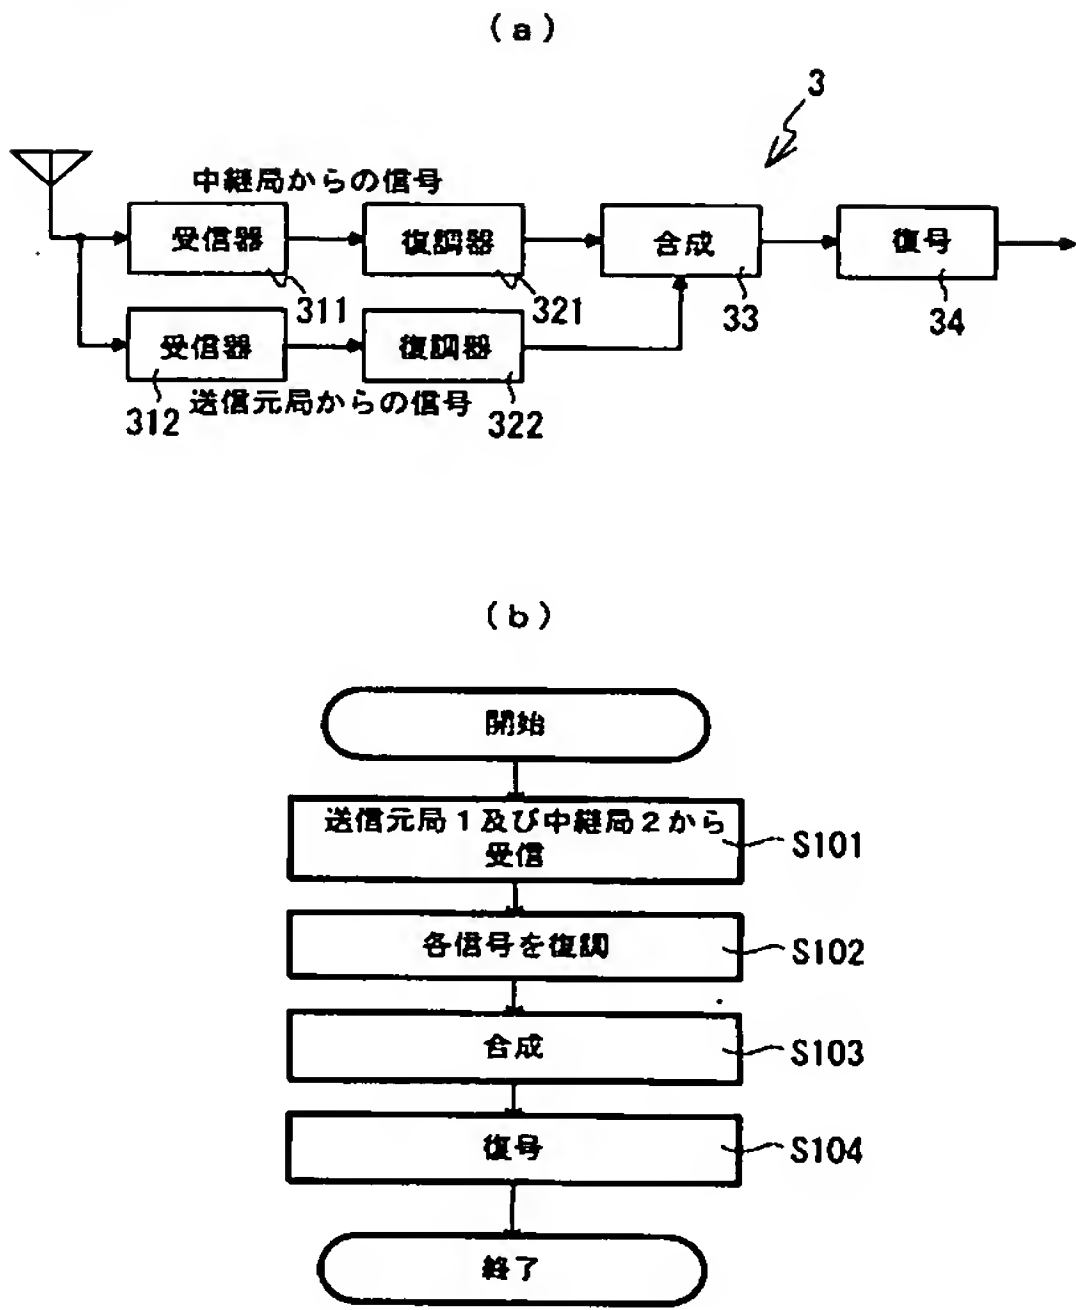 (a)
3
中継局からの信号
受信器
復調器
合成
復号
311
321
33
34
受信器
復調器
312
送信元局からの信号
322
(b)
開始
送信元局1及び中継局2から
受信
S101
各信号を復調
S102
合成
S103
復号
S104
終了